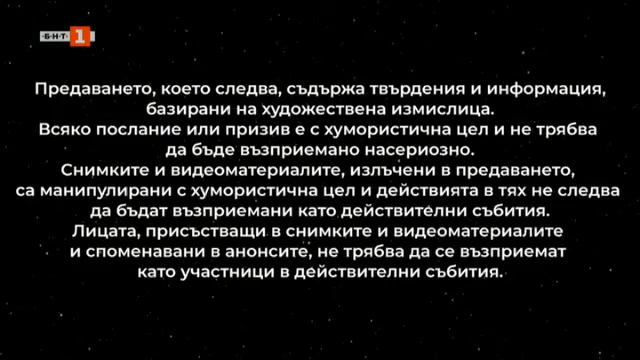 БНТ 1
Предаването, което следва, съдържа твърдения и информация,
базирани на художествена измислица.
Всяко послание или призив е с хумористична цел и не трябва
да бъде възприемано насериозно.
Снимките и видеоматериалите, излъчени в предаването,
са манипулирани с хумористична цел и действията в тях не следва
да бъдат възприемани като действителни събития.
Лицата, присъстващи в снимките и видеоматериалите
и споменавани в анонсите, не трябва да се възприемат
като участници в действителни събития.